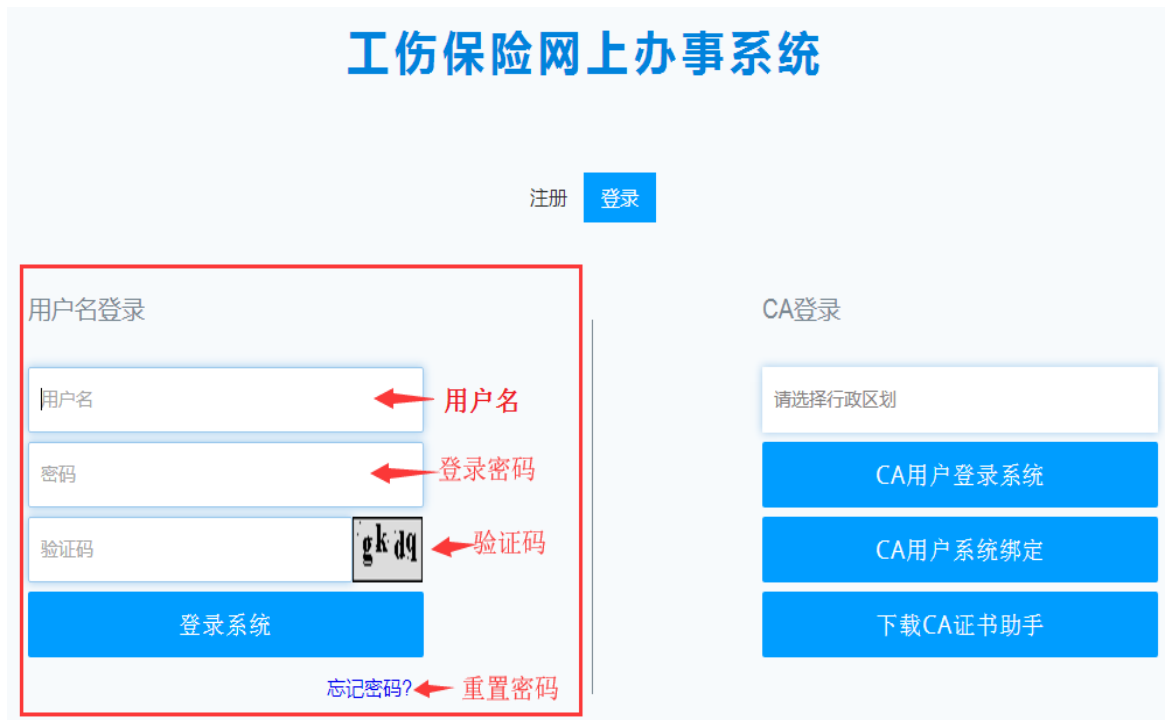 工伤保险网上办事系统
注册 登录
用户名登录
用户名 用户名
密码 登录密码
验证码 gkdq 验证码
登录系统
忘记密码? 重置密码
CA登录
请选择行政区划
CA用户登录系统
CA用户系统绑定
下载CA证书助手